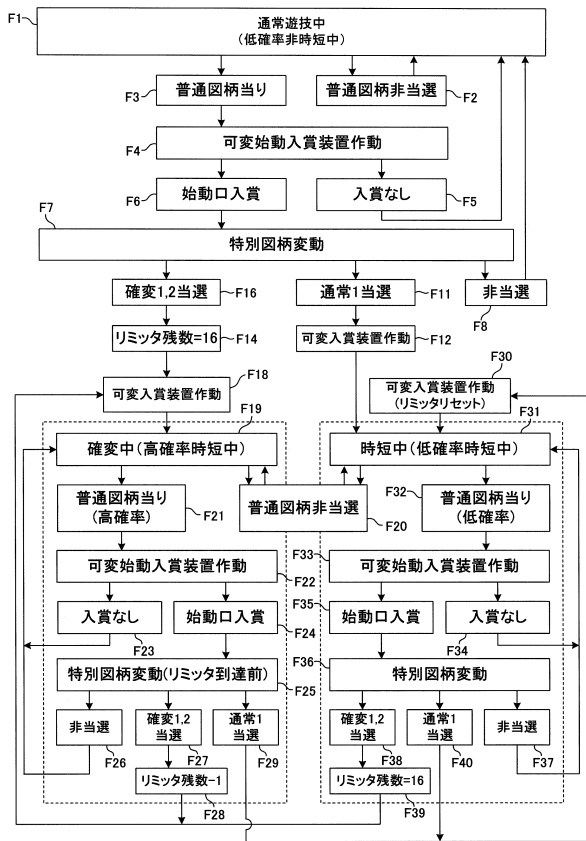 F1
通常遊技中
(低確率非時短中)
F3
普通図柄当り
普通図柄非当選
F2
F4
可変始動入賞装置作動
F6
始動口入賞
入賞なし
F5
F7
特別図柄変動
確変1,2当選
F16
通常1当選
F11
非当選
F8
リミッタ残数=16
F14
可変入賞装置作動
F12
可変入賞装置作動
F18
F30
可変入賞装置作動
(リミッタリセット)
F19
確変中(高確率時短中)
F31
時短中(低確率時短中)
普通図柄当り
(高確率)
F21
普通図柄非当選
F20
F32
普通図柄当り
(低確率)
可変始動入賞装置作動
F22
F33
可変始動入賞装置作動
入賞なし
F23
始動口入賞
F24
F35
始動口入賞
入賞なし
F34
特別図柄変動(リミッタ到達前)
F25
F36
特別図柄変動
非当選
F26
確変1,2
当選
F27
通常1
当選
F29
確変1,2
当選
F38
通常1
当選
F40
非当選
F37
リミッタ残数-1
F28
リミッタ残数=16
F39